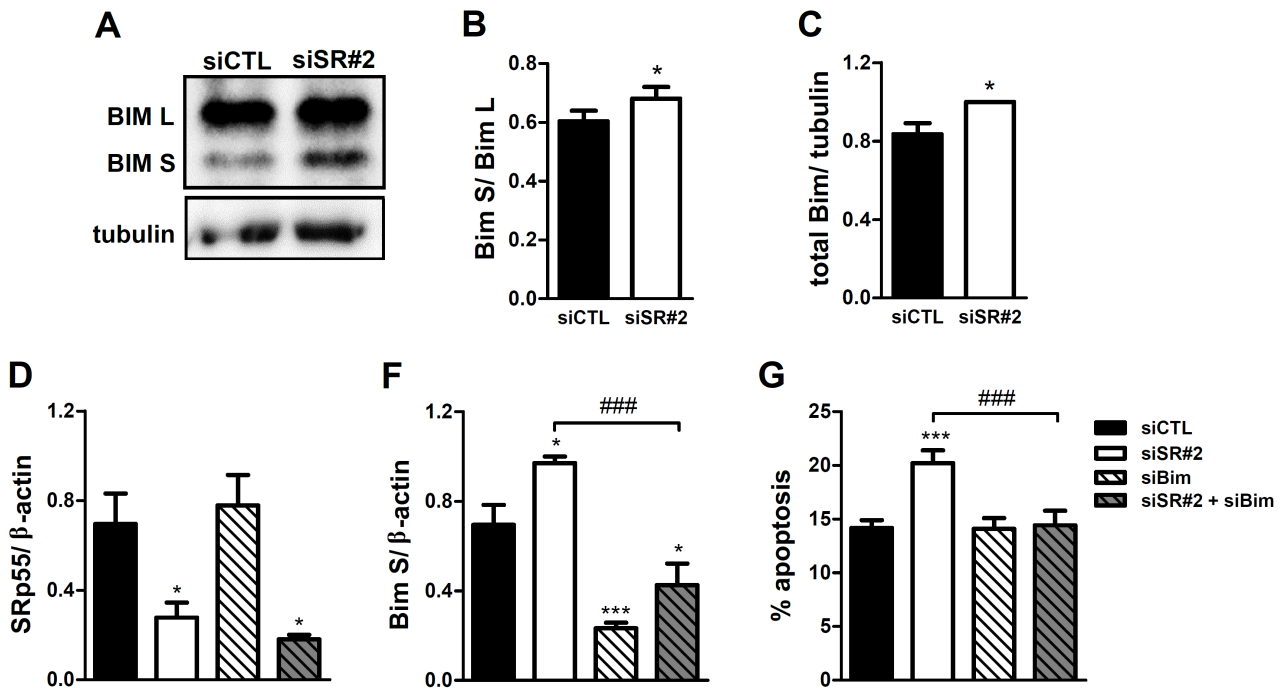 A
siCTL siSR#2
BIM L
BIM S
tubulin
B
Bim S/ Bim L
0.8
0.6
0.4
0.2
0.0
*
siCTL siSR#2
C
total Bim/ tubulin
1.2
0.8
0.4
0.0
*
siCTL siSR#2
D
SRp55/ β-actin
1.2
0.8
0.4
0.0
*
*
F
Bim S/ β-actin
1.2
0.8
0.4
0.0
###
*
***
*
G
% apoptosis
25
20
15
10
5
0
###
***
siCTL
siSR#2
siBim
siSR#2 + siBim